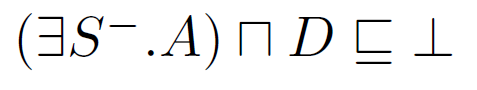 (∃S⁻.A) ⊓ D ⊑ ⊥